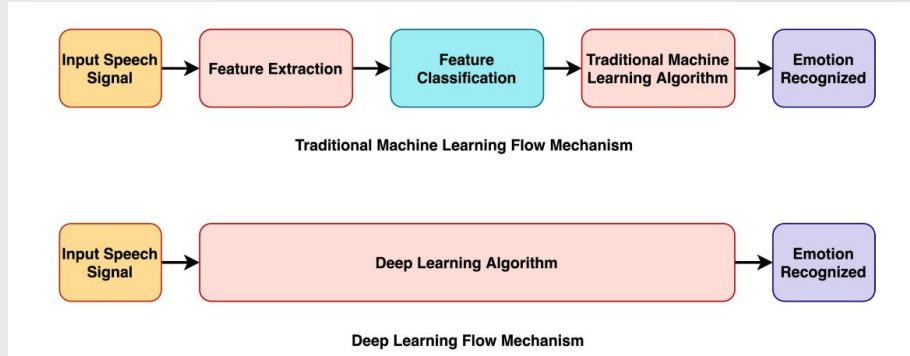 Input Speech
Signal
Feature Extraction
Feature
Classification
Traditional Machine
Learning Algorithm
Emotion
Recognized
Traditional Machine Learning Flow Mechanism
Input Speech
Signal
Deep Learning Algorithm
Emotion
Recognized
Deep Learning Flow Mechanism